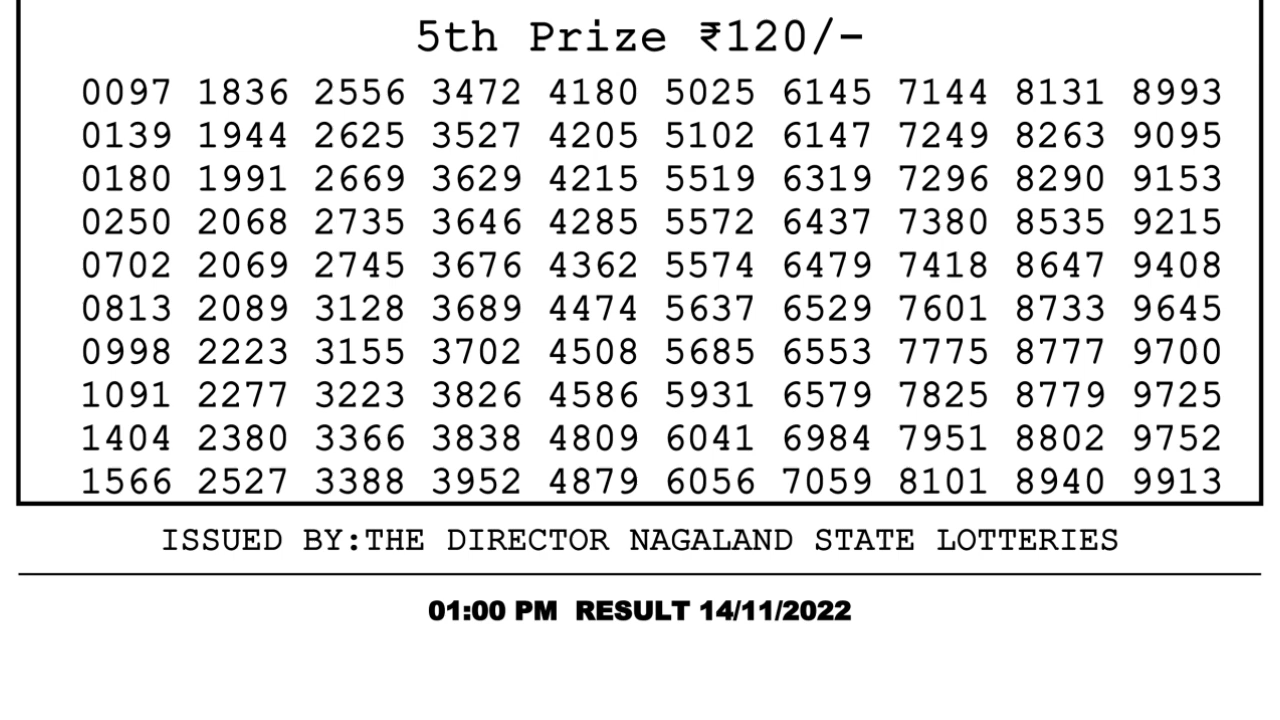 5th Prize ₹120/-
0097 1836 2556 3472 4180 5025 6145 7144 8131 8993
0139 1944 2625 3527 4205 5102 6147 7249 8263 9095
0180 1991 2669 3629 4215 5519 6319 7296 8290 9153
0250 2068 2735 3646 4285 5572 6437 7380 8535 9215
0702 2069 2745 3676 4362 5574 6479 7418 8647 9408
0813 2089 3128 3689 4474 5637 6529 7601 8733 9645
0998 2223 3155 3702 4508 5685 6553 7775 8777 9700
1091 2277 3223 3826 4586 5931 6579 7825 8779 9725
1404 2380 3366 3838 4809 6041 6984 7951 8802 9752
1566 2527 3388 3952 4879 6056 7059 8101 8940 9913
ISSUED BY:THE DIRECTOR NAGALAND STATE LOTTERIES
01:00 PM RESULT 14/11/2022